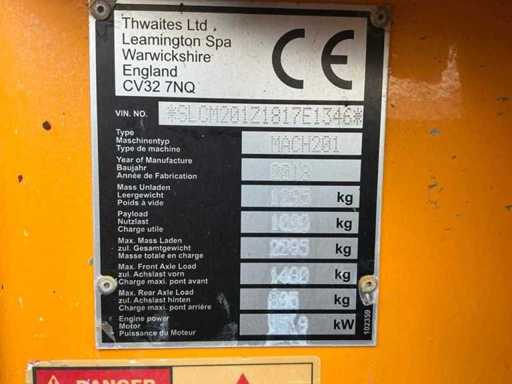 Thwaites Ltd
Leamington Spa
Warwickshire
England
CV32 7NQ
CE
VIN. NO. *SLCM201Z1817E1346*
Type
Maschinentyp
Type de machine
MACH201
Year of Manufacture
Baujahr
Année de Fabrication
Mass Unladen
Leergewicht
Poids à vide
kg
Payload
Nutzlast
Charge utile
kg
Max. Mass Laden
zul. Gesamtgewicht
Masse totale en charge
2295 kg
Max. Front Axle Load
zul. Achslast vorn
Charge maxi. pont avant
kg
Max. Rear Axle Load
zul. Achslast hinten
Charge maxi. pont arrière
kg
Engine power
Motor
Puissance du Moteur
kW
102359
DANGER